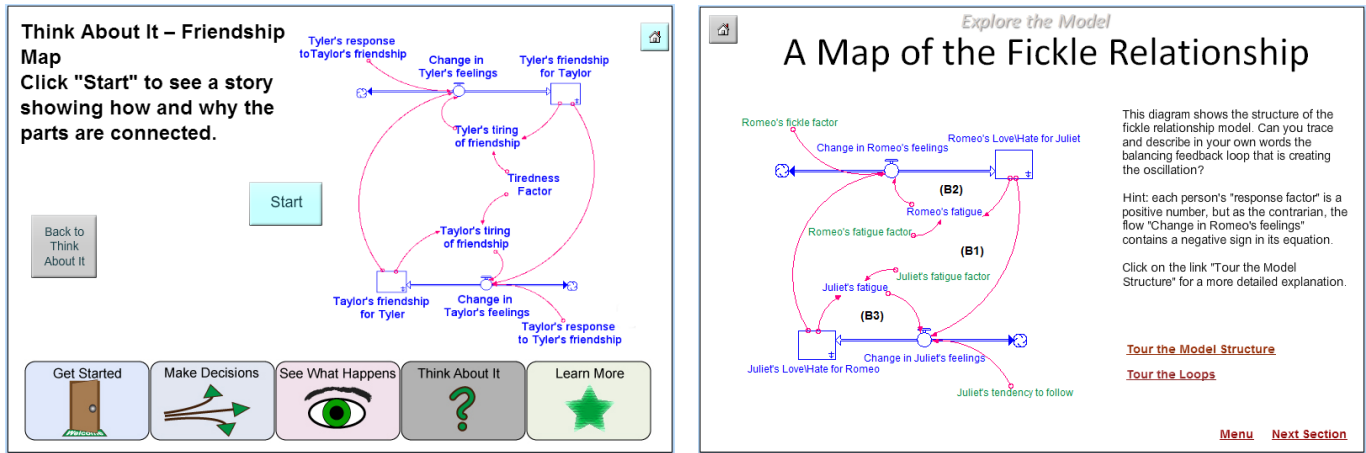 Think About It – Friendship
Map
Click "Start" to see a story
showing how and why the
parts are connected.
Tyler's response
toTaylor's friendship
Change in
Tyler's feelings
Tyler's friendship
for Taylor
Tyler's tiring
of friendship
Tiredness
Factor
Start
Back to
Think
About It
Taylor's tiring
of friendship
Taylor's friendship
for Tyler
Change in
Taylor's feelings
Taylor's response
to Tyler's friendship
Get Started
Make Decisions
See What Happens
Think About It
Learn More
Welcome
Explore the Model
A Map of the Fickle Relationship
Romeo's fickle factor
Change in Romeo's feelings
Romeo's Love\Hate for Juliet
(B2)
Romeo's fatigue
Romeo's fatigue factor
(B1)
Juliet's fatigue factor
Juliet's fatigue
(B3)
Change in Juliet's feelings
Juliet's Love\Hate for Romeo
Juliet's tendency to follow
This diagram shows the structure of the
fickle relationship model. Can you trace
and describe in your own words the
balancing feedback loop that is creating
the oscillation?
Hint: each person's "response factor" is a
positive number, but as the contrarian, the
flow "Change in Romeo's feelings"
contains a negative sign in its equation.
Click on the link "Tour the Model
Structure" for a more detailed explanation.
Tour the Model Structure
Tour the Loops
Menu
Next Section